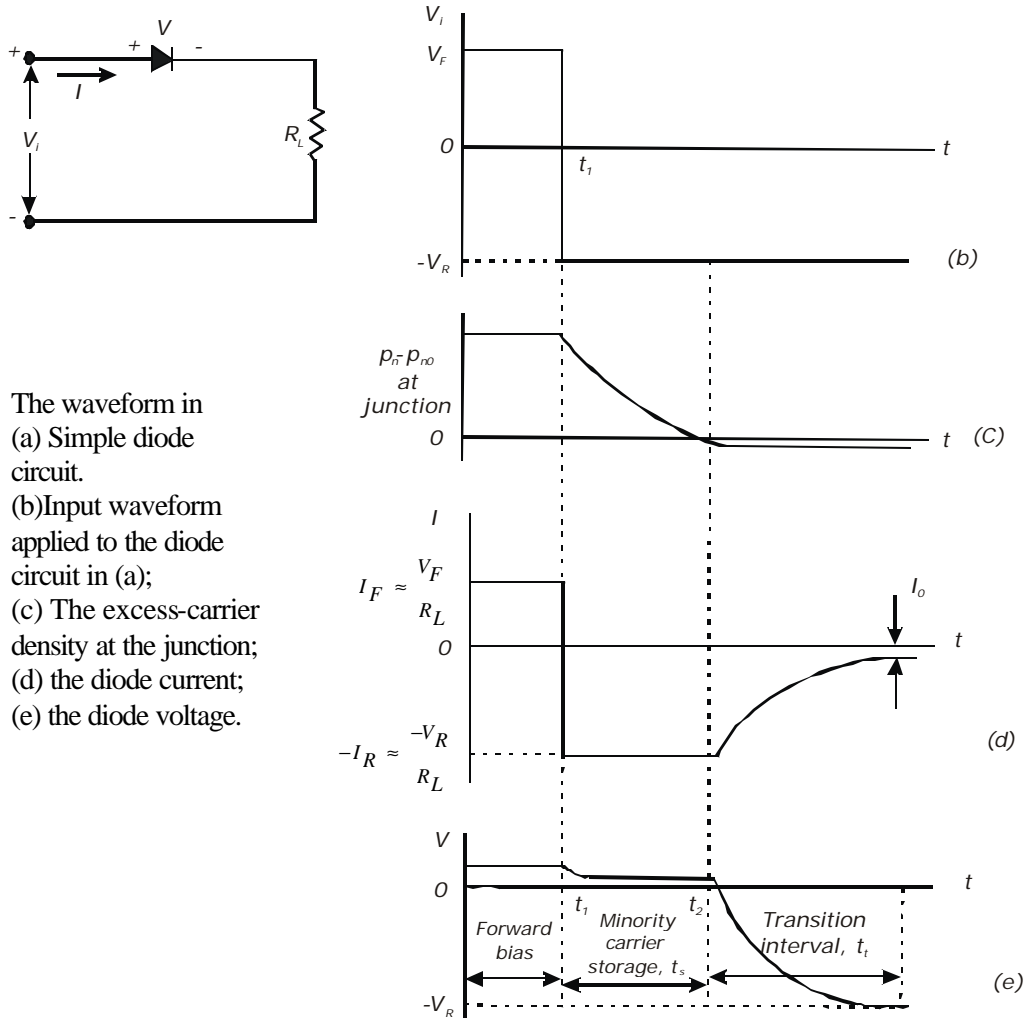 V
+ + -
I
V_i
R_L
-
V_i
V_F
0
t_1
t
-V_R
(b)
p_n-p_n0
at
junction
0
t
(C)
The waveform in
(a) Simple diode
circuit.
(b)Input waveform
applied to the diode
circuit in (a);
(c) The excess-carrier
density at the junction;
(d) the diode current;
(e) the diode voltage.
I
I_F ≈ V_F
R_L
I_o
0
t
-I_R ≈ -V_R
R_L
(d)
V
0
t
t_1
t_2
Forward
bias
Minority
carrier
storage, t_s
Transition
interval, t_t
(e)
-V_R